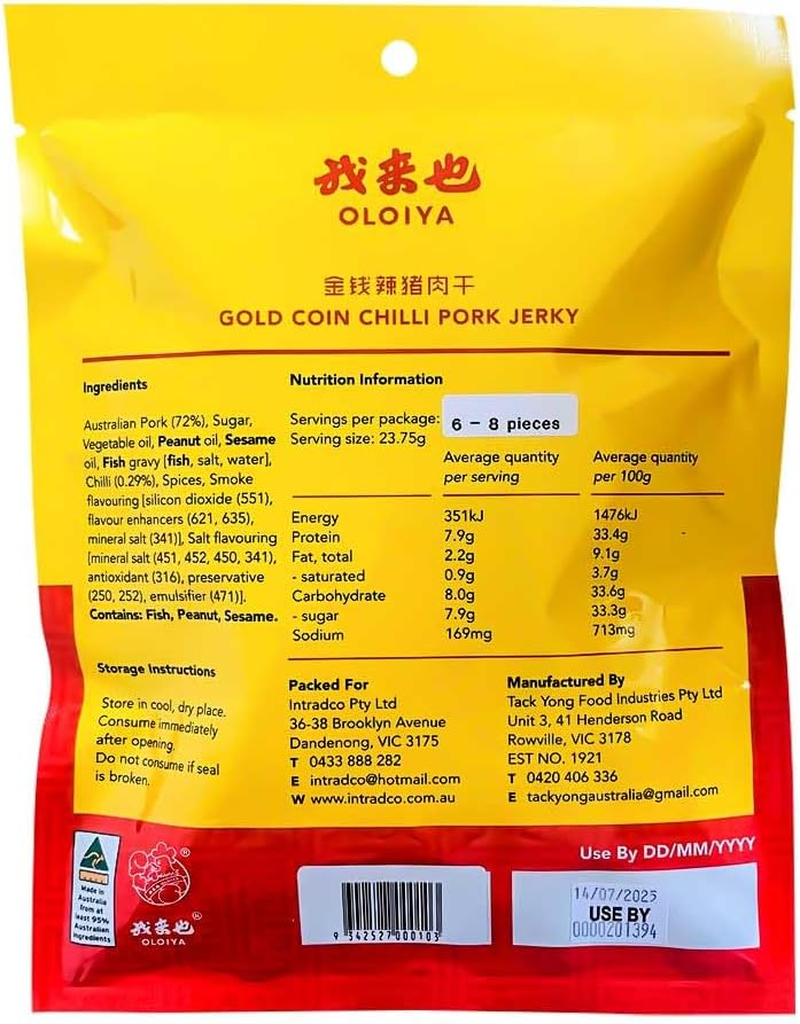 我来也
OLOIYA
金钱辣猪肉干
GOLD COIN CHILLI PORK JERKY
Ingredients
Australian Pork (72%), Sugar,
Vegetable oil, Peanut oil, Sesame
oil, Fish gravy [fish, salt, water],
Chilli (0.29%), Spices, Smoke
flavouring [silicon dioxide (551),
flavour enhancers (621, 635),
mineral salt (341)], Salt flavouring
[mineral salt (451, 452, 450, 341),
antioxidant (316), preservative
(250, 252), emulsifier (471)].
Contains: Fish, Peanut, Sesame.
Storage Instructions
Store in cool, dry place.
Consume immediately
after opening.
Do not consume if seal
is broken.
Nutrition Information
Servings per package: 6 - 8 pieces
Serving size: 23.75g
Average quantity per serving Average quantity per 100g
Energy 351kJ 1476kJ
Protein 7.9g 33.4g
Fat, total 2.2g 9.1g
- saturated 0.9g 3.7g
Carbohydrate 8.0g 33.6g
- sugar 7.9g 33.3g
Sodium 169mg 713mg
Packed For
Intradco Pty Ltd
36-38 Brooklyn Avenue
Dandenong, VIC 3175
T 0433 888 282
E intradco@hotmail.com
W www.intradco.com.au
Manufactured By
Tack Yong Food Industries Pty Ltd
Unit 3, 41 Henderson Road
Rowville, VIC 3178
EST NO. 1921
T 0420 406 336
E tackyongaustralia@gmail.com
Use By DD/MM/YYYY
Made in
Australia
from at
least 95%
Australian
ingredients
®
我来也®
OLOIYA
9 342527 000103
14/07/2025
USE BY
0000201394